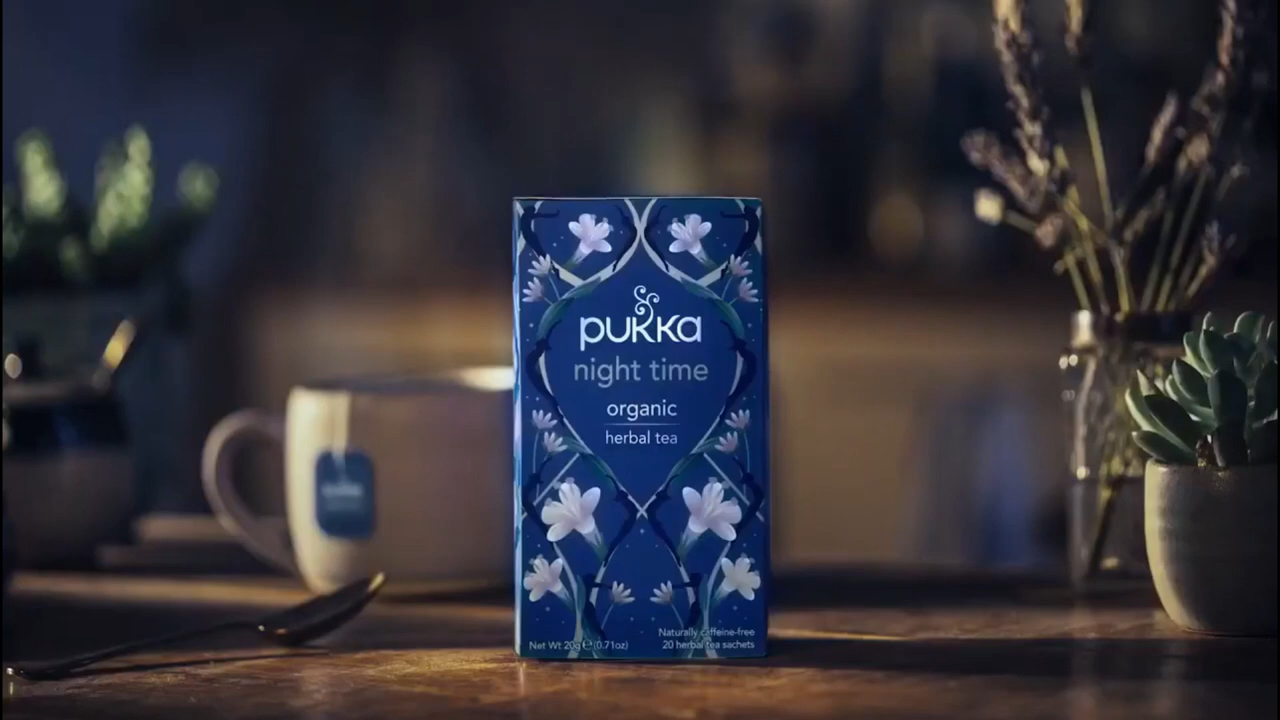 pukka
night time
organic
herbal tea
Naturally caffeine-free
Net Wt 20g ℮ (0.71oz)
20 herbal tea sachets